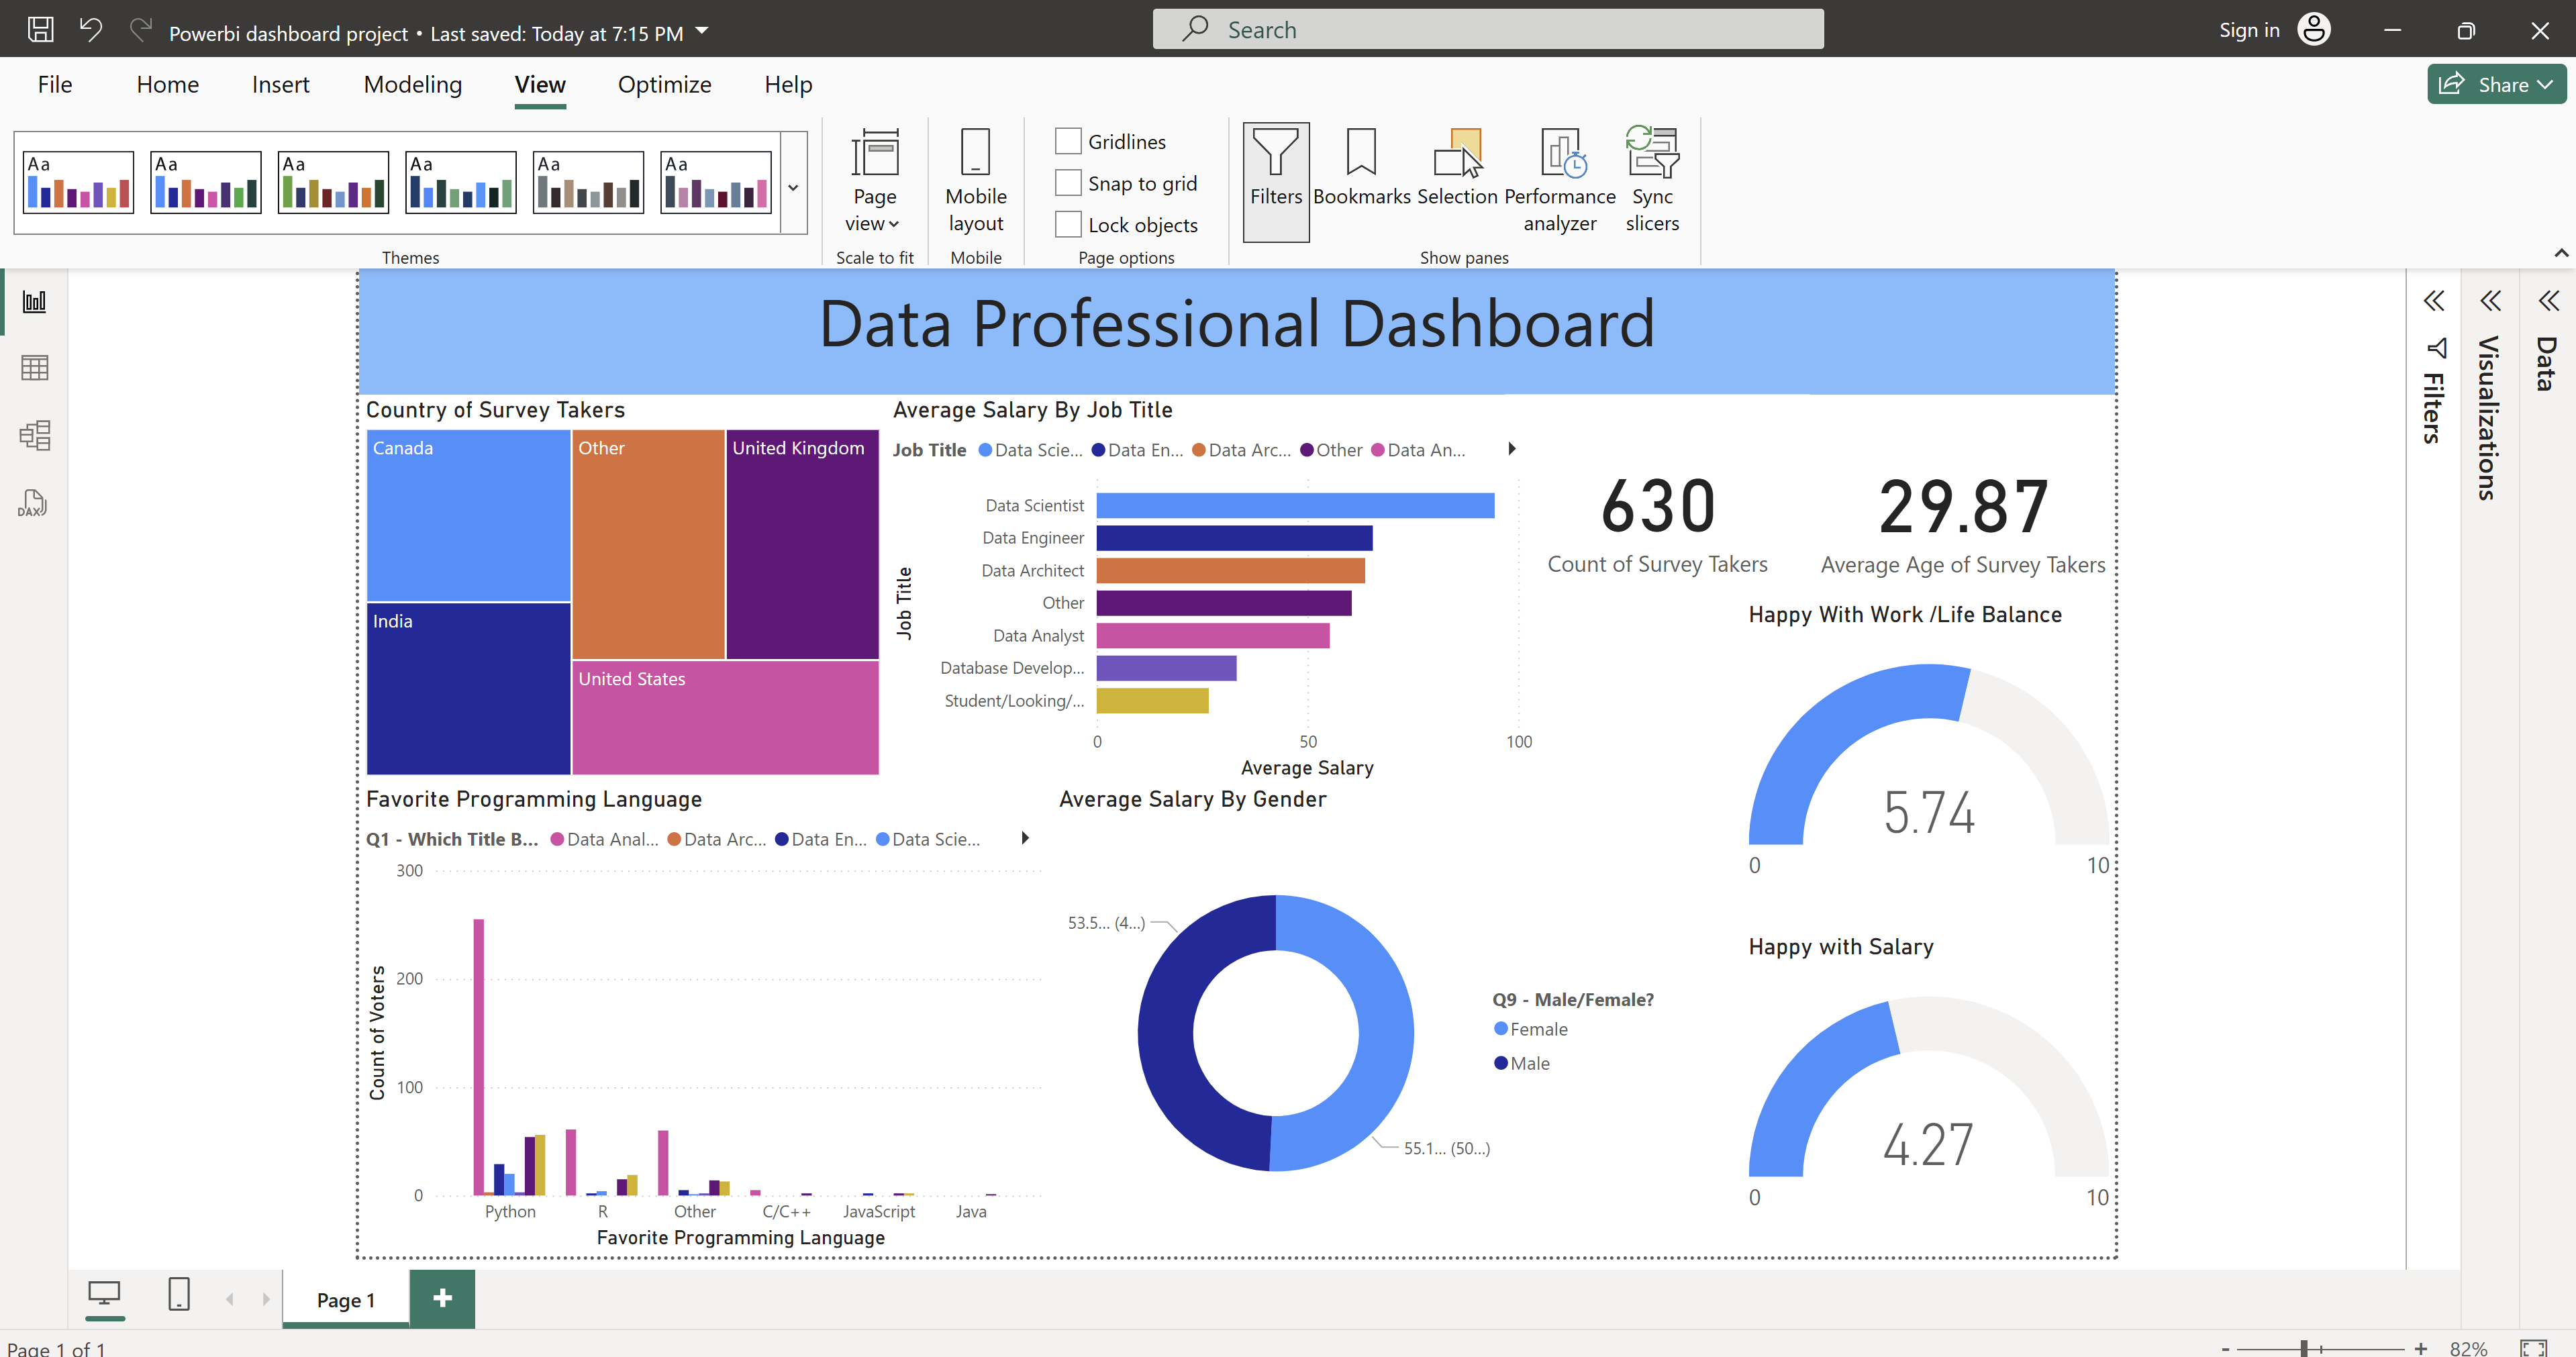 Powerbi dashboard project • Last saved: Today at 7:15 PM
Search
Sign in
File Home Insert Modeling View Optimize Help
Share
Aa Aa Aa Aa Aa Aa
Themes
Page view
Scale to fit
Mobile layout
Mobile
Gridlines
Snap to grid
Lock objects
Page options
Filters
Bookmarks
Selection
Performance analyzer
Sync slicers
Show panes
DAX
Data Professional Dashboard
Country of Survey Takers
Canada
Other
United Kingdom
India
United States
Average Salary By Job Title
Job Title Data Scie... Data En... Data Arc... Other Data An...
Job Title
Data Scientist
Data Engineer
Data Architect
Other
Data Analyst
Database Develop...
Student/Looking/...
0 50 100
Average Salary
630
Count of Survey Takers
29.87
Average Age of Survey Takers
Happy With Work /Life Balance
5.74
0 10
Happy with Salary
4.27
0 10
Favorite Programming Language
Q1 - Which Title B... Data Anal... Data Arc... Data En... Data Scie...
Count of Voters
300
200
100
0
Python R Other C/C++ JavaScript Java
Favorite Programming Language
Average Salary By Gender
53.5... (4...)
55.1... (50...)
Q9 - Male/Female?
Female
Male
Filters
Visualizations
Data
Page 1
Page 1 of 1
- + 82%